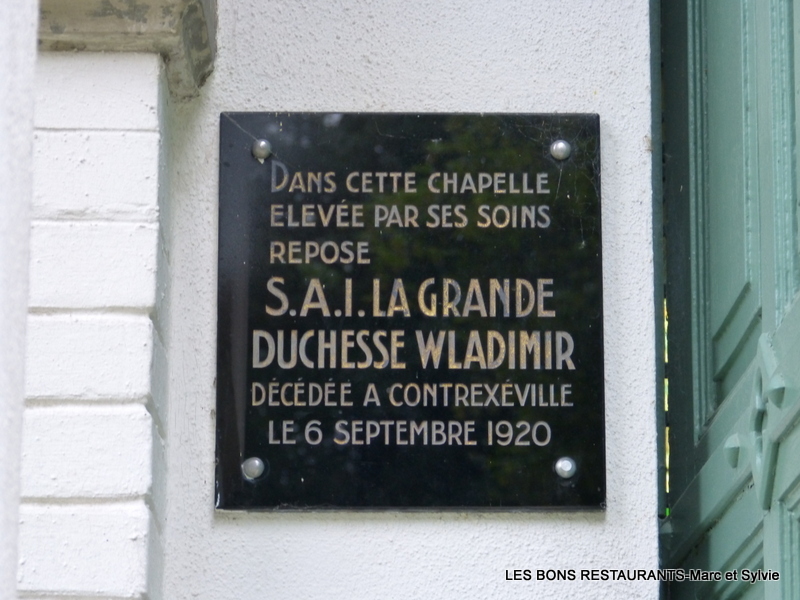 DANS CETTE CHAPELLE
ELEVÉE PAR SES SOINS
REPOSE
S.A.I. LA GRANDE
DUCHESSE WLADIMIR
DÉCÉDÉE A CONTREXÉVILLE
LE 6 SEPTEMBRE 1920
LES BONS RESTAURANTS-Marc et Sylvie